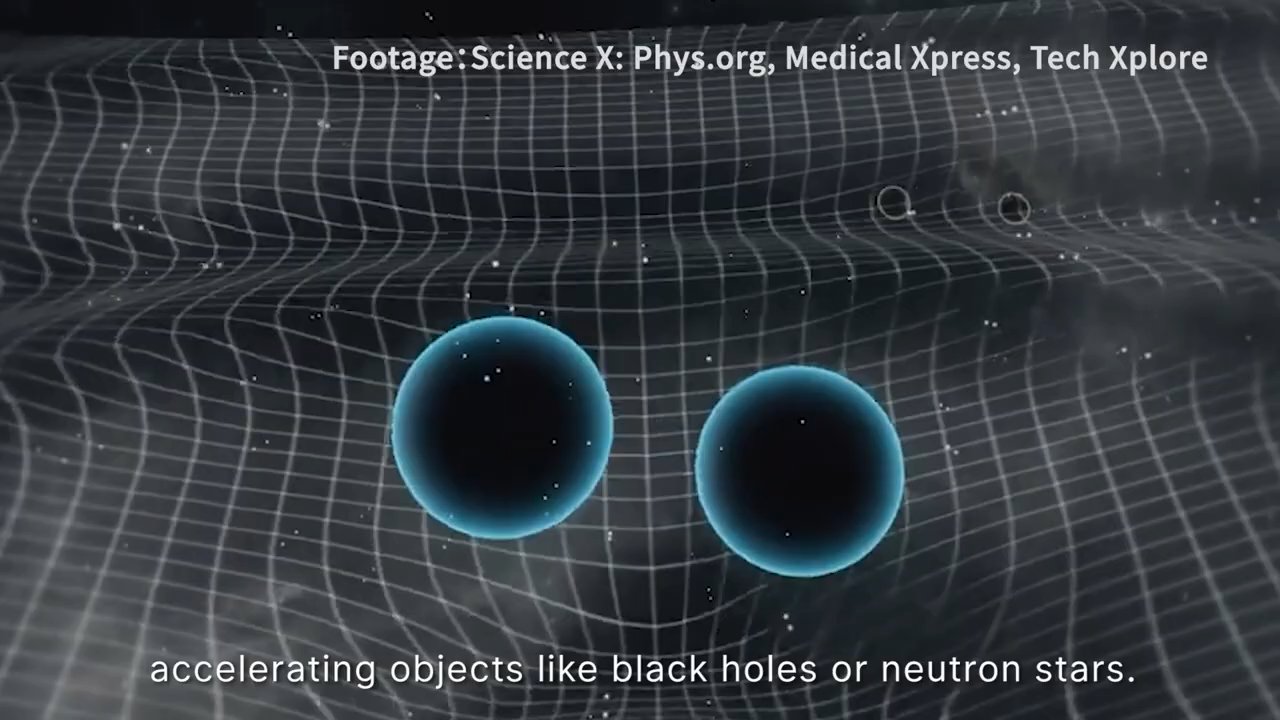 Footage:Science X: Phys.org, Medical Xpress, Tech Xplore
accelerating objects like black holes or neutron stars.